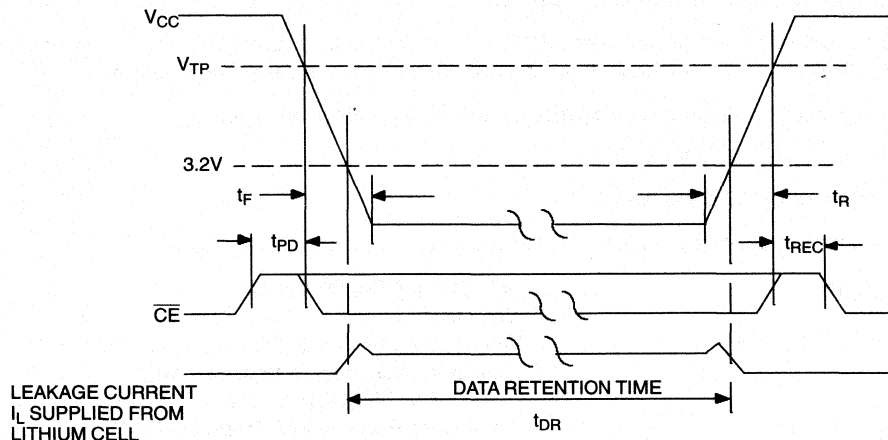 VCC
VTP
3.2V
tF
tR
tPD
tREC
CE
LEAKAGE CURRENT
IL SUPPLIED FROM
LITHIUM CELL
DATA RETENTION TIME
tDR